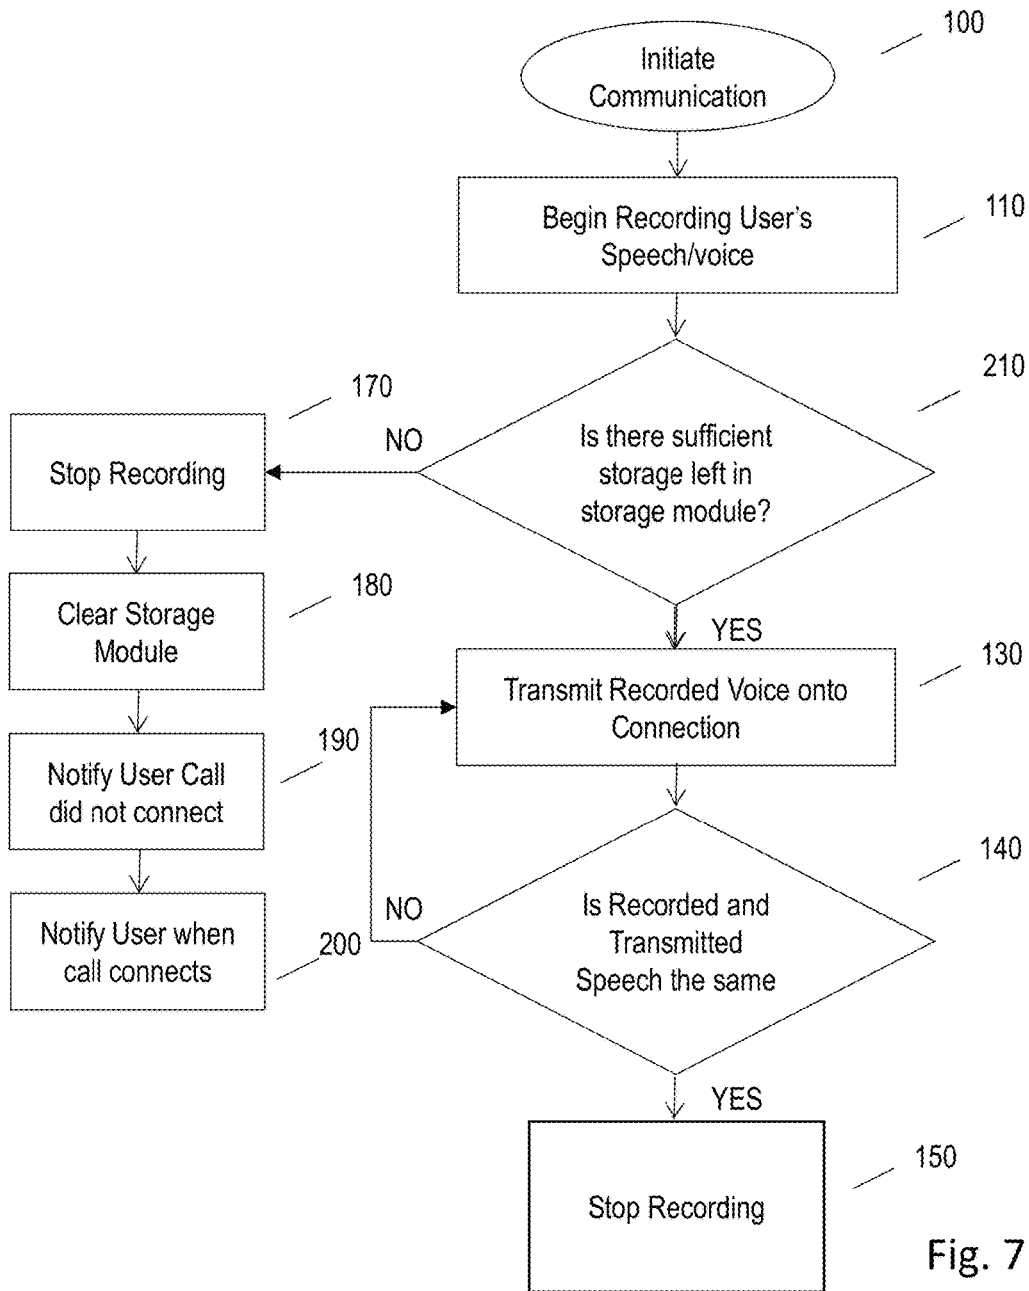 Initiate
Communication
100
Begin Recording User's
Speech/voice
110
Is there sufficient
storage left in
storage module?
210
NO
170
Stop Recording
180
Clear Storage
Module
190
Notify User Call
did not connect
200
Notify User when
call connects
YES
130
Transmit Recorded Voice onto
Connection
140
Is Recorded and
Transmitted
Speech the same
NO
YES
150
Stop Recording
Fig. 7